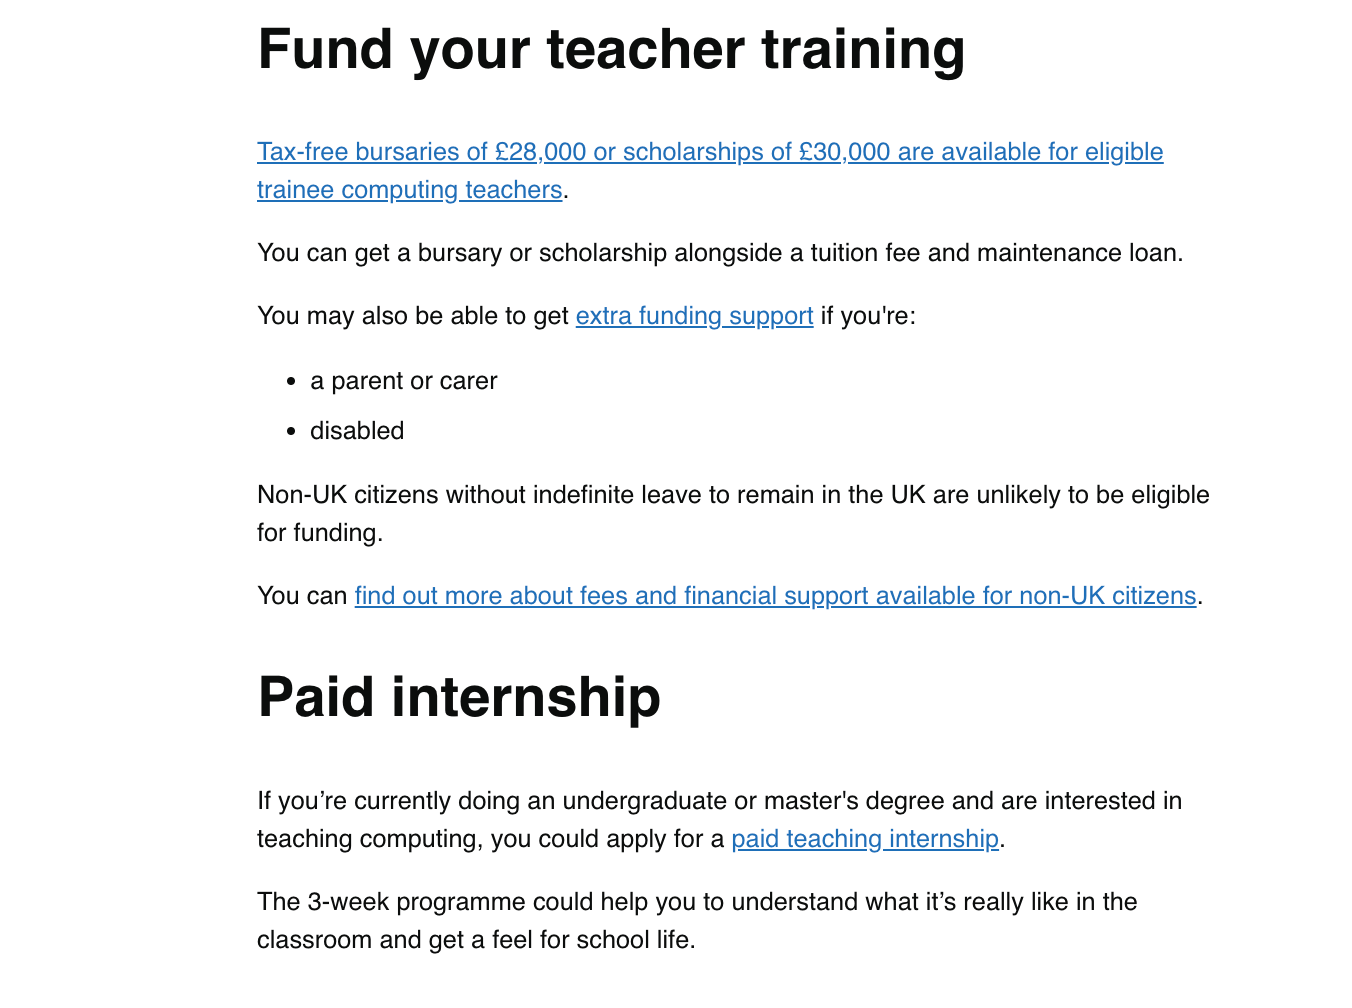 Fund your teacher training
Tax-free bursaries of £28,000 or scholarships of £30,000 are available for eligible
trainee computing teachers.
You can get a bursary or scholarship alongside a tuition fee and maintenance loan.
You may also be able to get extra funding support if you're:
• a parent or carer
• disabled
Non-UK citizens without indefinite leave to remain in the UK are unlikely to be eligible
for funding.
You can find out more about fees and financial support available for non-UK citizens.
Paid internship
If you’re currently doing an undergraduate or master's degree and are interested in
teaching computing, you could apply for a paid teaching internship.
The 3-week programme could help you to understand what it’s really like in the
classroom and get a feel for school life.